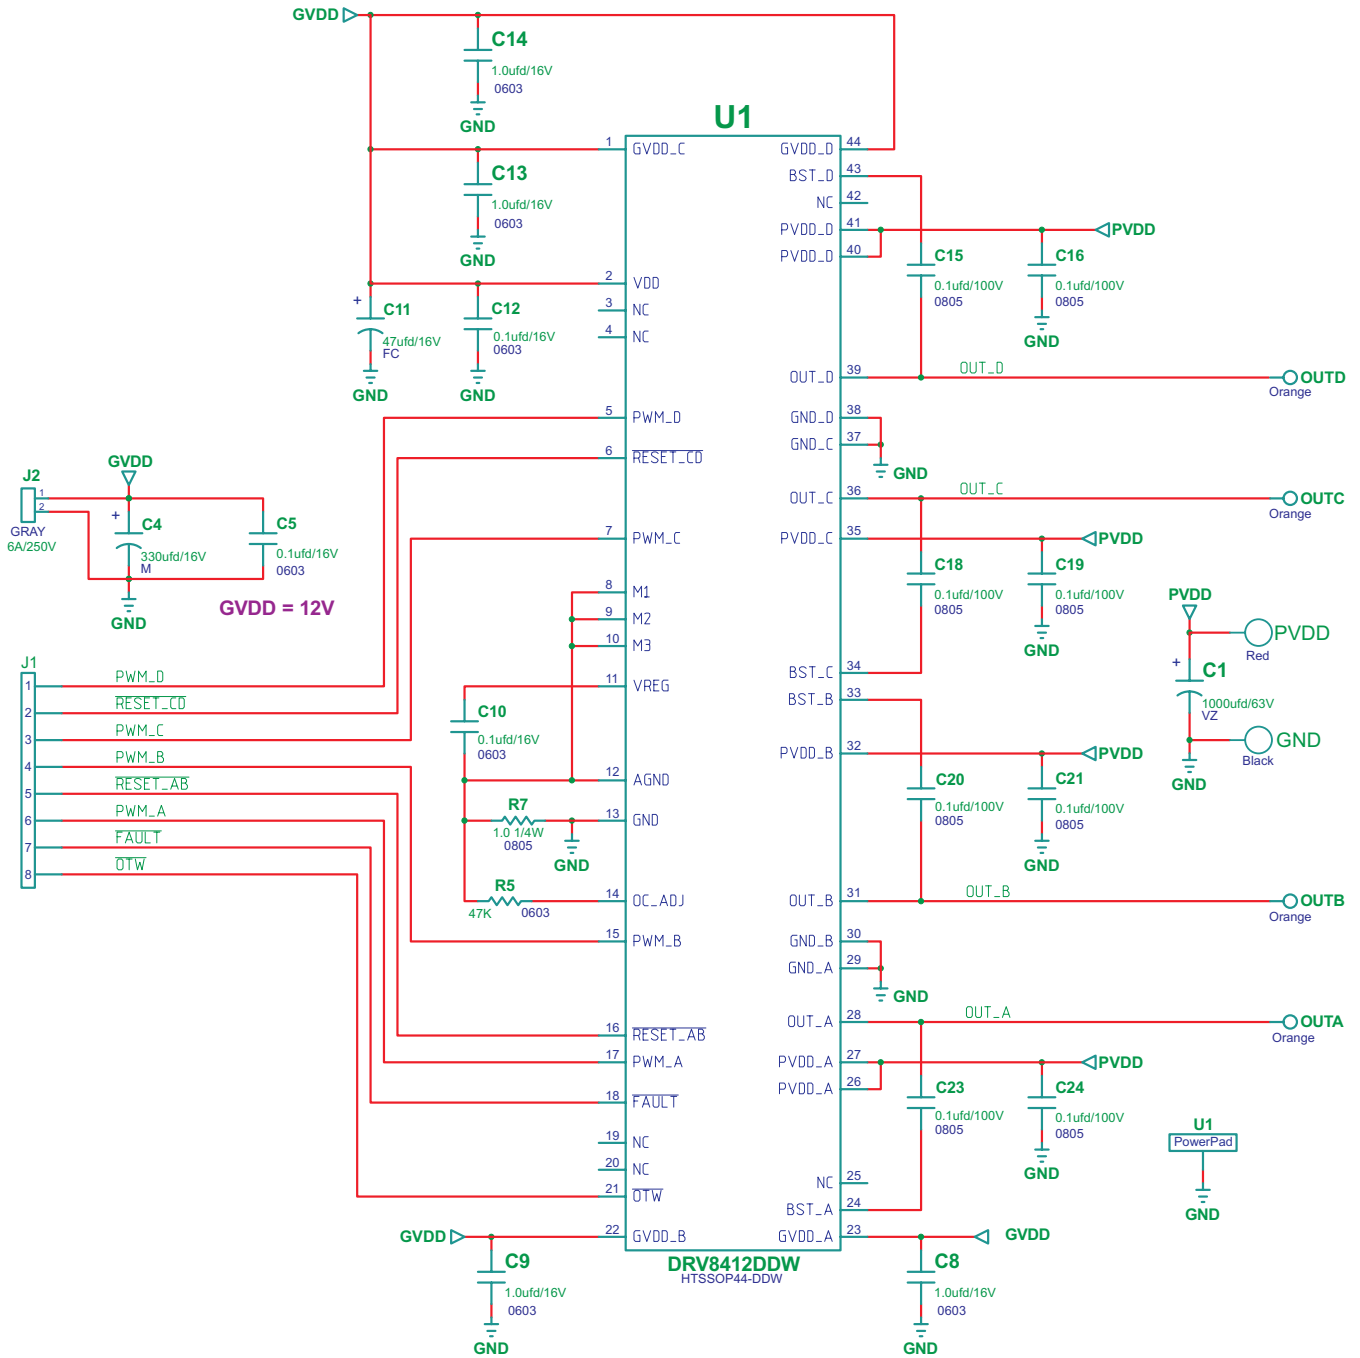 GVDD
C14
1.0ufd/16V
0603
GND
U1
1 GVDD_C
C13
1.0ufd/16V
0603
GND
2 VDD
3 NC
4 NC
+
C11
47ufd/16V
FC
GND
C12
0.1ufd/16V
0603
GND
5 PWM_D
6 RESET_CD
7 PWM_C
8 M1
9 M2
10 M3
11 VREG
12 AGND
13 GND
14 OC_ADJ
15 PWM_B
16 RESET_AB
17 PWM_A
18 FAULT
19 NC
20 NC
21 OTW
22 GVDD_B
GVDD_D 44
BST_D 43
NC 42
PVDD_D 41
PVDD_D 40
OUT_D 39
GND_D 38
GND_C 37
OUT_C 36
PVDD_C 35
BST_C 34
BST_B 33
PVDD_B 32
OUT_B 31
GND_B 30
GND_A 29
OUT_A 28
PVDD_A 27
PVDD_A 26
NC 25
BST_A 24
GVDD_A 23
DRV8412DDW
HTSSOP44-DDW
J2
1
2
GRAY
6A/250V
GVDD
+
C4
330ufd/16V
M
C5
0.1ufd/16V
0603
GND
GVDD = 12V
J1
1 PWM_D
2 RESET_CD
3 PWM_C
4 PWM_B
5 RESET_AB
6 PWM_A
7 FAULT
8 OTW
C10
0.1ufd/16V
0603
R7
1.0 1/4W
0805
GND
R5
47K
0603
GVDD
C9
1.0ufd/16V
0603
GND
PVDD
C15
0.1ufd/100V
0805
C16
0.1ufd/100V
0805
GND
OUT_D
OUTD
Orange
GND
OUT_C
OUTC
Orange
PVDD
C18
0.1ufd/100V
0805
C19
0.1ufd/100V
0805
GND
PVDD
PVDD
Red
+
C1
1000ufd/63V
VZ
GND
Black
GND
PVDD
C20
0.1ufd/100V
0805
C21
0.1ufd/100V
0805
GND
OUT_B
OUTB
Orange
GND
OUT_A
OUTA
Orange
PVDD
C23
0.1ufd/100V
0805
C24
0.1ufd/100V
0805
GND
U1
PowerPad
GND
GVDD
C8
1.0ufd/16V
0603
GND